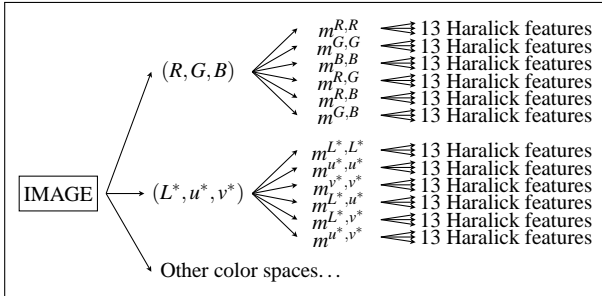 m^{R,R} 13 Haralick features
m^{G,G} 13 Haralick features
(R, G, B) m^{B,B} 13 Haralick features
m^{R,G} 13 Haralick features
m^{R,B} 13 Haralick features
m^{G,B} 13 Haralick features
m^{L*,L*} 13 Haralick features
m^{u*,u*} 13 Haralick features
IMAGE (L*, u*, v*) m^{v*,v*} 13 Haralick features
m^{L*,u*} 13 Haralick features
m^{L*,v*} 13 Haralick features
m^{u*,v*} 13 Haralick features
Other color spaces...